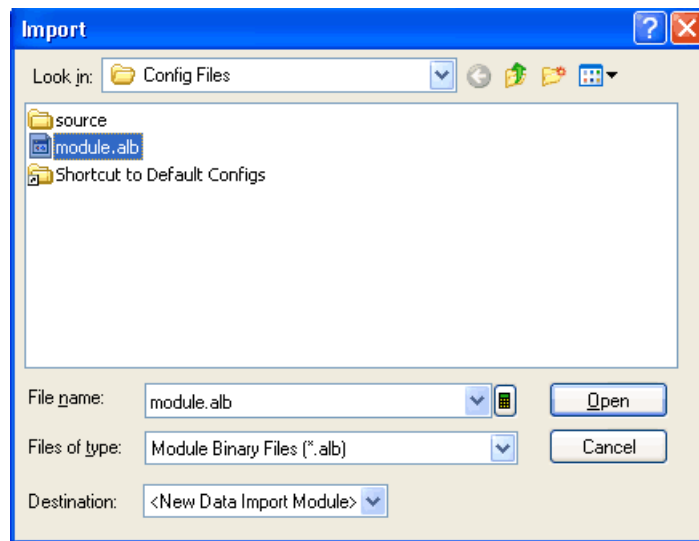 Import
Look in: Config Files
source
module.alb
Shortcut to Default Configs
File name: module.alb Open
Files of type: Module Binary Files (*.alb) Cancel
Destination: <New Data Import Module>